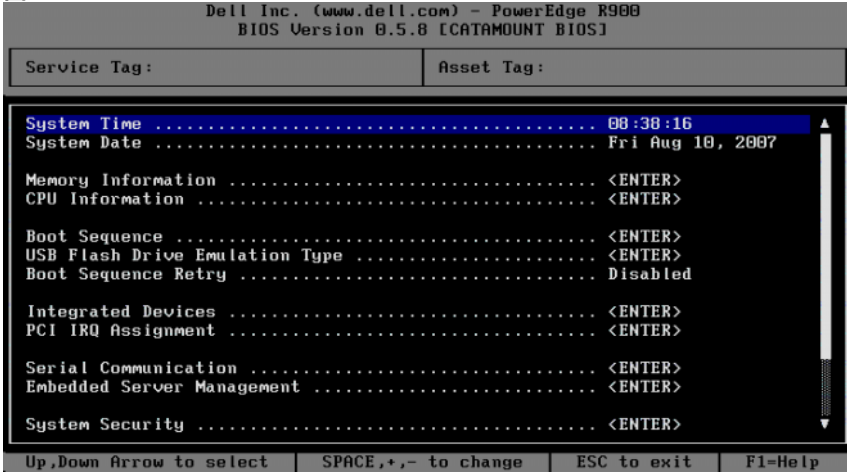 Dell Inc. (www.dell.com) - PowerEdge R900
BIOS Version 0.5.8 [CATAMOUNT BIOS]
Service Tag: Asset Tag:
System Time .......................................... 08:38:16
System Date .......................................... Fri Aug 10, 2007
Memory Information ................................... <ENTER>
CPU Information ...................................... <ENTER>
Boot Sequence ........................................ <ENTER>
USB Flash Drive Emulation Type ....................... <ENTER>
Boot Sequence Retry .................................. Disabled
Integrated Devices ................................... <ENTER>
PCI IRQ Assignment ................................... <ENTER>
Serial Communication ................................. <ENTER>
Embedded Server Management ........................... <ENTER>
System Security ...................................... <ENTER>
Up,Down Arrow to select SPACE,+,- to change ESC to exit F1=Help